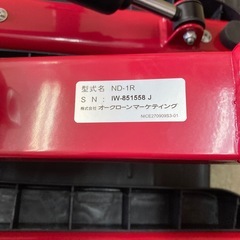 型式名 : ND-1R
S N : IW-851558 J
株式会社 オークローンマーケティング